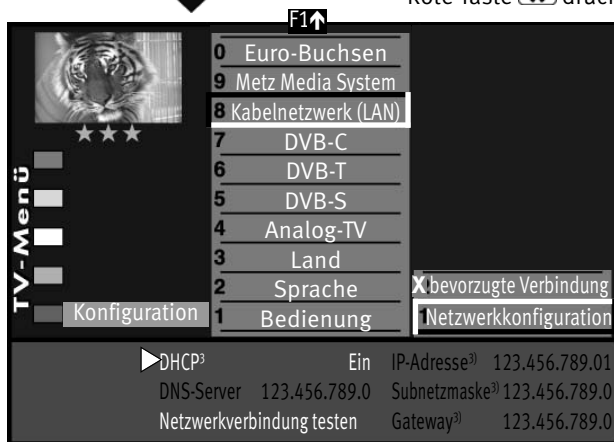 Rote Taste
F1↑
0 Euro-Buchsen
9 Metz Media System
8 Kabelnetzwerk (LAN)
7 DVB-C
6 DVB-T
5 DVB-S
4 Analog-TV
3 Land
2 Sprache
1 Bedienung
TV-Menü
Konfiguration
X bevorzugte Verbindung
1 Netzwerkkonfiguration
DHCP³ Ein IP-Adresse³⁾ 123.456.789.01
DNS-Server 123.456.789.0 Subnetzmaske³⁾ 123.456.789.0
Netzwerkverbindung testen Gateway³⁾ 123.456.789.0